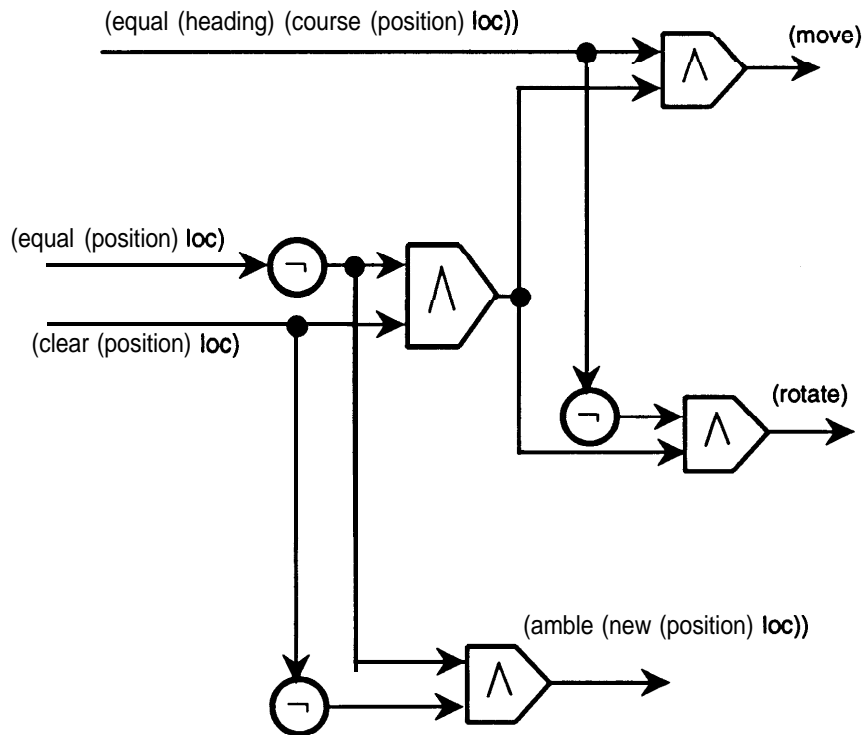 (equal (heading) (course (position) loc))
(move)
∧
(equal (position) loc)
¬
∧
(clear (position) loc)
(rotate)
¬
∧
(amble (new (position) loc))
∧
¬